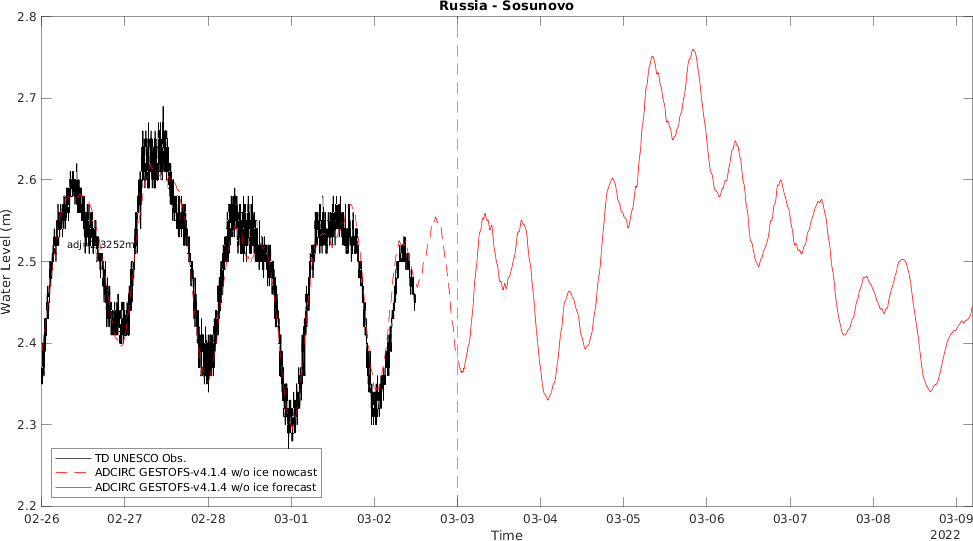 Russia - Sosunovo
2.8
2.7
2.6
2.5
2.4
2.3
2.2
Water Level (m)
TD UNESCO Obs.
ADCIRC GESTOFS-v4.1.4 w/o ice nowcast
ADCIRC GESTOFS-v4.1.4 w/o ice forecast
02-26 02-27 02-28 03-01 03-02 03-03 03-04 03-05 03-06 03-07 03-08 03-09
Time
2022